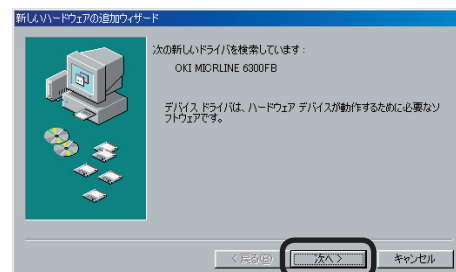 新しいハードウェアの追加ウィザード
次の新しいドライバを検索しています：
OKI MICRLINE 6300FB
デバイス ドライバは、ハードウェア デバイスが動作するために必要なソ
フトウェアです。
< 戻る(B)
次へ >
キャンセル